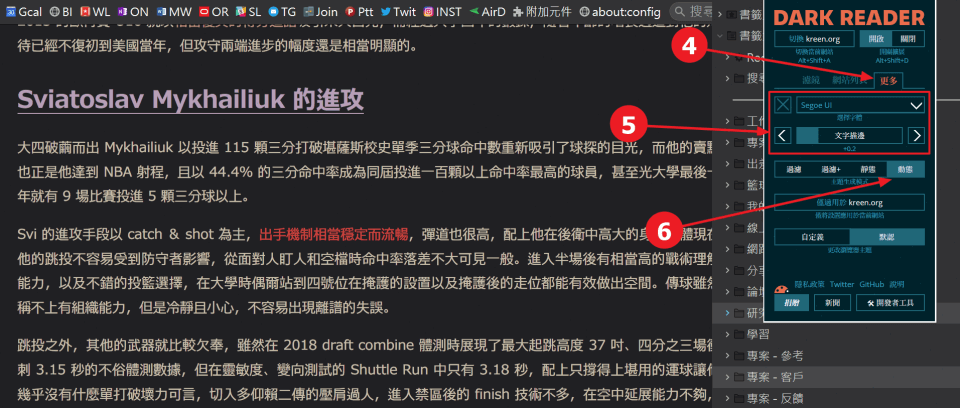 Gcal BI WL ON MW OR SL TG Join Ptt Twit INST AirD 附加元件 about:config 搜尋
待已經不復初到美國當年，但攻守兩端進步的幅度還是相當明顯的。
Sviatoslav Mykhailiuk 的進攻
大四破繭而出 Mykhailiuk 以投進 115 顆三分打破堪薩斯校史單季三分球命中數重新吸引了球探的目光，而他的賣點
也正是他達到 NBA 射程，且以 44.4% 的三分命中率成為同屆投進一百顆以上命中率最高的球員，甚至光大學最後一
年就有 9 場比賽投進 5 顆三分球以上。
Svi 的進攻手段以 catch & shot 為主，出手機制相當穩定而流暢，彈道也很高，配上他在後衛中高大的身 體現在
他的跳投不容易受到防守者影響，從面對人盯人和空檔時命中率落差不大可見一般。進入半場後有相當高的戰術理解
能力，以及不錯的投籃選擇，在大學時偶爾站到四號位在掩護的設置以及掩護後的走位都能有效做出空間。傳球雖然
稱不上有組織能力，但是冷靜且小心，不容易出現離譜的失誤。
跳投之外，其他的武器就比較欠奉，雖然在 2018 draft combine 體測時展現了最大起跳高度 37 吋、四分之三場衝
刺 3.15 秒的不俗體測數據，但在靈敏度、變向測試的 Shuttle Run 中只有 3.18 秒，配上只撐得上堪用的運球讓他
幾乎沒有什麼單打破壞力可言，切入多仰賴二傳的壓肩過人，進入禁區後的 finish 技術不多，在空中延展能力不夠，
書籤
書籤
Rec
搜尋
工作
專案
出
籃球
我的
線上
網路
分享
論壇
研究
學習
專案 - 參考
專案 - 客戶
專案 - 反饋
DARK READER
切換 kreen.org
開啟 關閉
切換當前網站
Alt+Shift+A
開關擴展
Alt+Shift+D
濾鏡 網站列表 更多
Segoe UI
選擇字體
文字描邊
+0.2
過濾 過濾+ 靜態 動態
主題生成模式
僅適用於 kreen.org
僅將設置應用於當前網站
自定義 默認
更改瀏覽器主題
隱私政策 Twitter GitHub 說明
捐贈 新聞 開發者工具
4
5
6